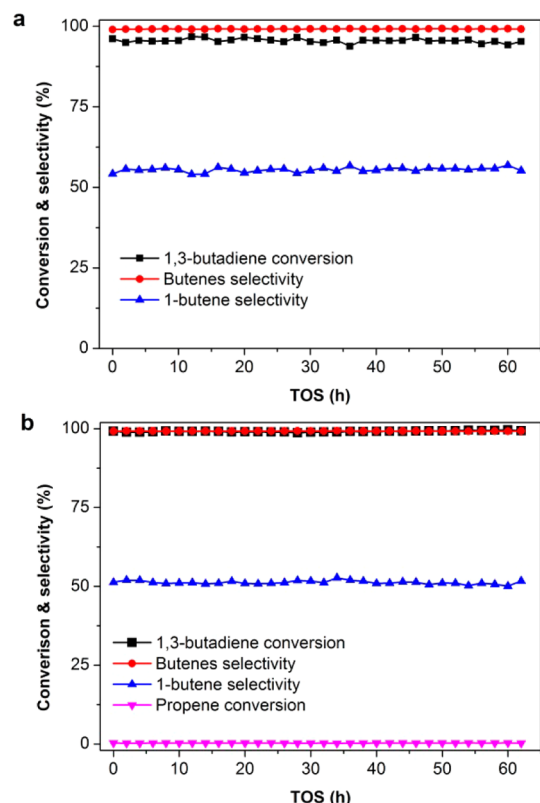 a
100
75
50
25
0
Conversion & selectivity (%)
1,3-butadiene conversion
Butenes selectivity
1-butene selectivity
0 10 20 30 40 50 60
TOS (h)
b
100
75
50
25
0
Converison & selectivity (%)
1,3-butadiene conversion
Butenes selectivity
1-butene selectivity
Propene conversion
0 10 20 30 40 50 60
TOS (h)